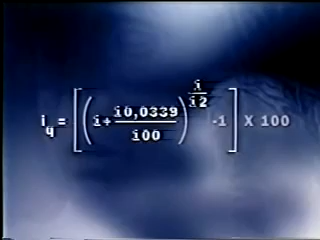 i_q = [(i + i0,0339 / i00)^(i / i2) -1] X 100